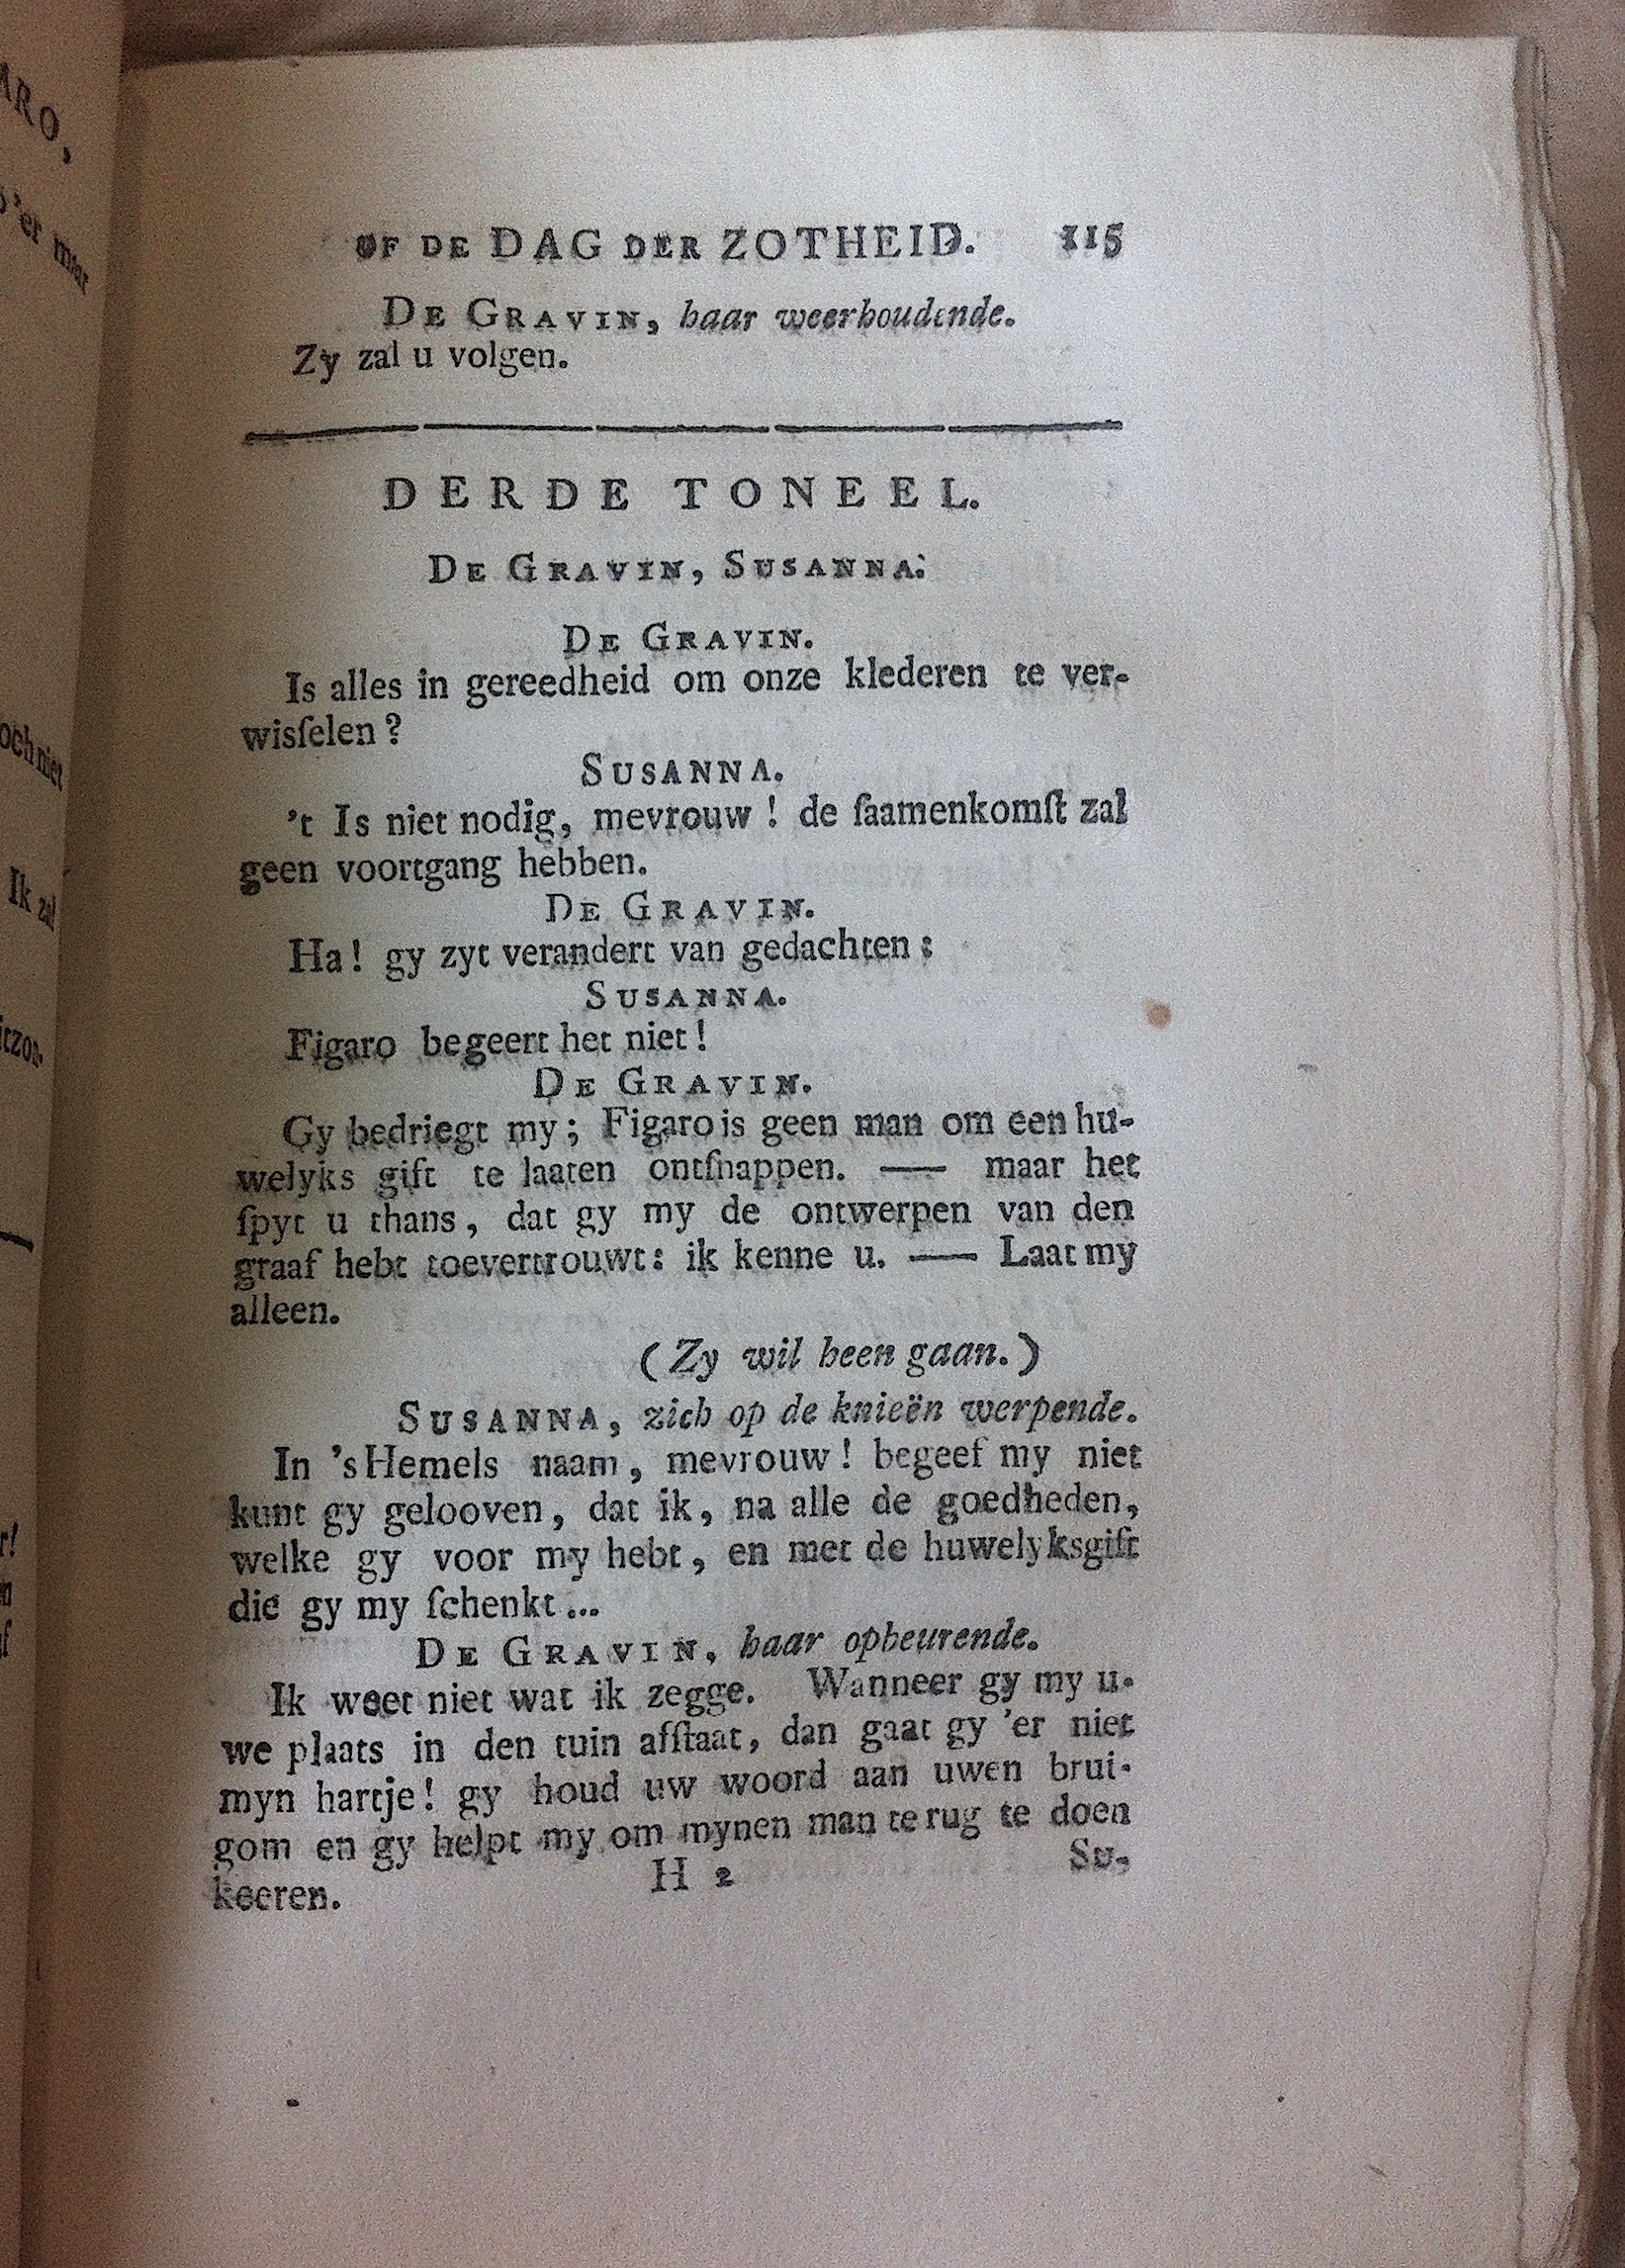 OF DE DAG DER ZOTHEID. 115
DE GRAVIN, haar weerhoudende.
Zy zal u volgen.
DERDE TONEEL.
DE GRAVIN, SUSANNA.
DE GRAVIN.
Is alles in gereedheid om onze klederen te ver-
wisſelen?
SUSANNA.
't Is niet nodig, mevrouw! de ſaamenkomſt zal
geen voortgang hebben.
DE GRAVIN.
Ha! gy zyt verandert van gedachten:
SUSANNA.
Figaro begeert het niet!
DE GRAVIN.
Gy bedriegt my; Figaro is geen man om een hu-
welyks gift te laaten ontſnappen. —— maar het
ſpyt u thans, dat gy my de ontwerpen van den
graaf hebt toevertrouwt: ik kenne u. —— Laat my
alleen.
(Zy wil heen gaan.)
SUSANNA, zich op de knieën werpende.
In 's Hemels naam, mevrouw! begeef my niet
kunt gy gelooven, dat ik, na alle de goedheden,
welke gy voor my hebt, en met de huwelyksgift
die gy my ſchenkt...
DE GRAVIN, haar opbeurende.
Ik weet niet wat ik zegge. Wanneer gy my u-
we plaats in den tuin afſtaat, dan gaat gy 'er niet
myn hartje! gy houd uw woord aan uwen brui-
gom en gy helpt my om mynen man te rug te doen
keeren.
H 2 Su-